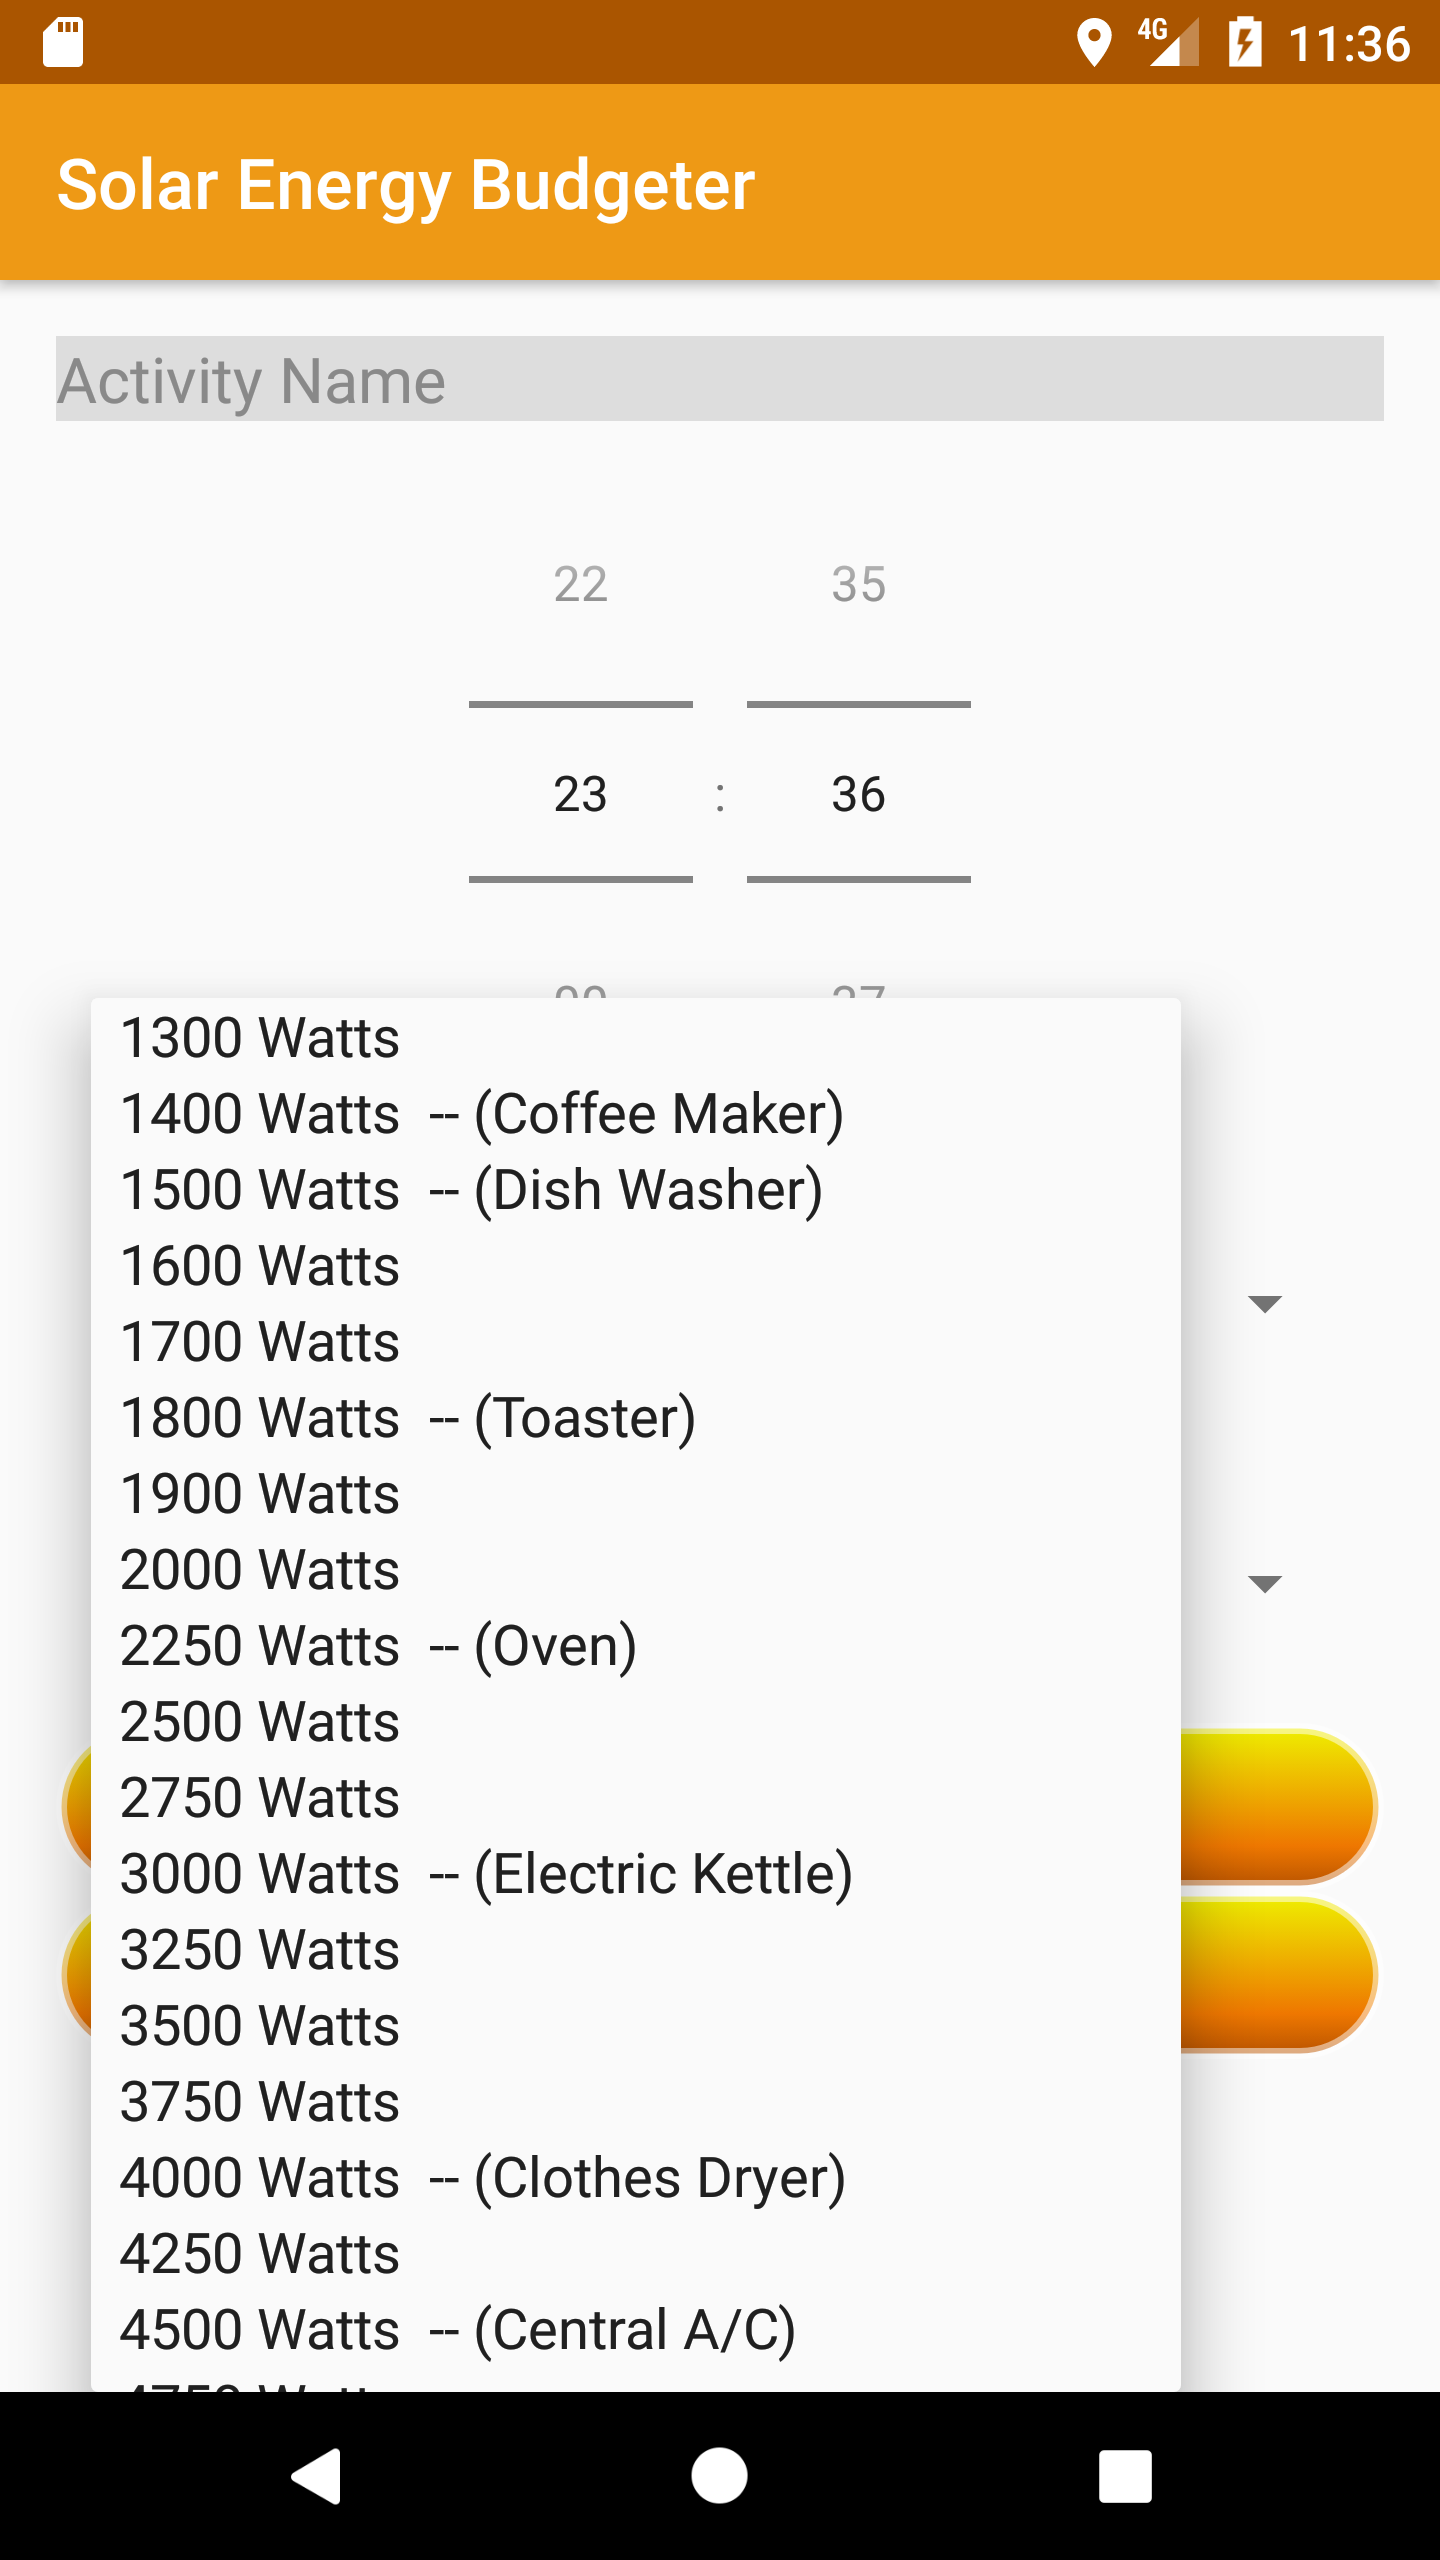 4G 11:36
Solar Energy Budgeter
Activity Name
22 35
23 : 36
1300 Watts
1400 Watts -- (Coffee Maker)
1500 Watts -- (Dish Washer)
1600 Watts
1700 Watts
1800 Watts -- (Toaster)
1900 Watts
2000 Watts
2250 Watts -- (Oven)
2500 Watts
2750 Watts
3000 Watts -- (Electric Kettle)
3250 Watts
3500 Watts
3750 Watts
4000 Watts -- (Clothes Dryer)
4250 Watts
4500 Watts -- (Central A/C)